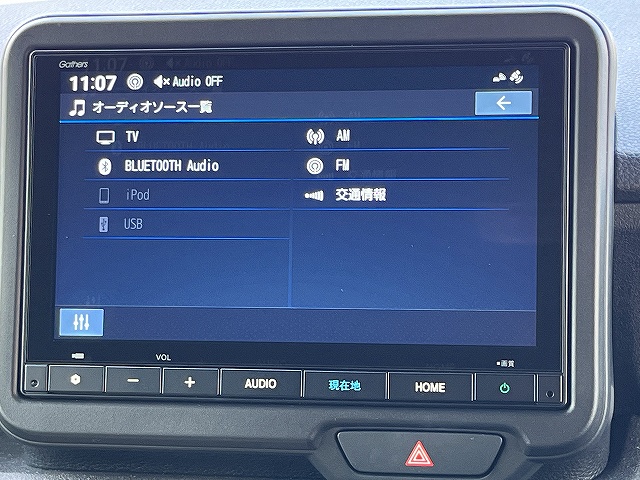 Gathers
11:07 Audio OFF
オーディオソース一覧
TV
AM
BLUETOOTH Audio
FM
iPod
交通情報
USB
VOL
画質
AUDIO
現在地
HOME